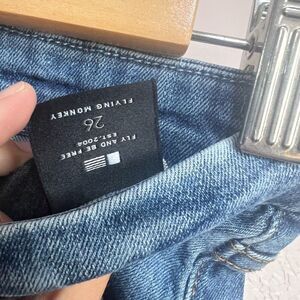 FLY AND BE FREE
EST. 2004
26
FLYING MONKEY